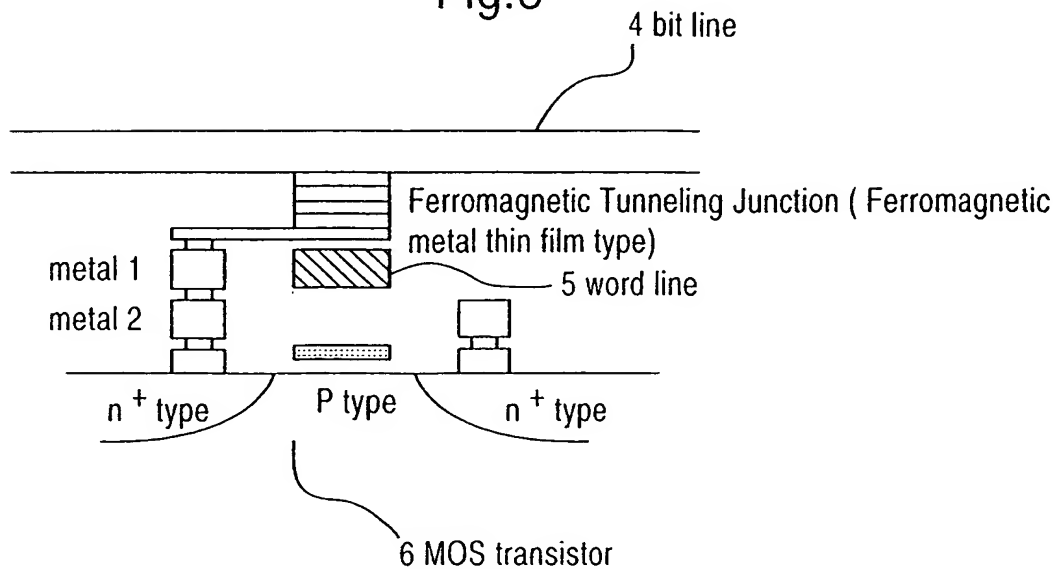 4 bit line
Ferromagnetic Tunneling Junction ( Ferromagnetic
metal thin film type)
metal 1
5 word line
metal 2
n + type
P type
n + type
6 MOS transistor